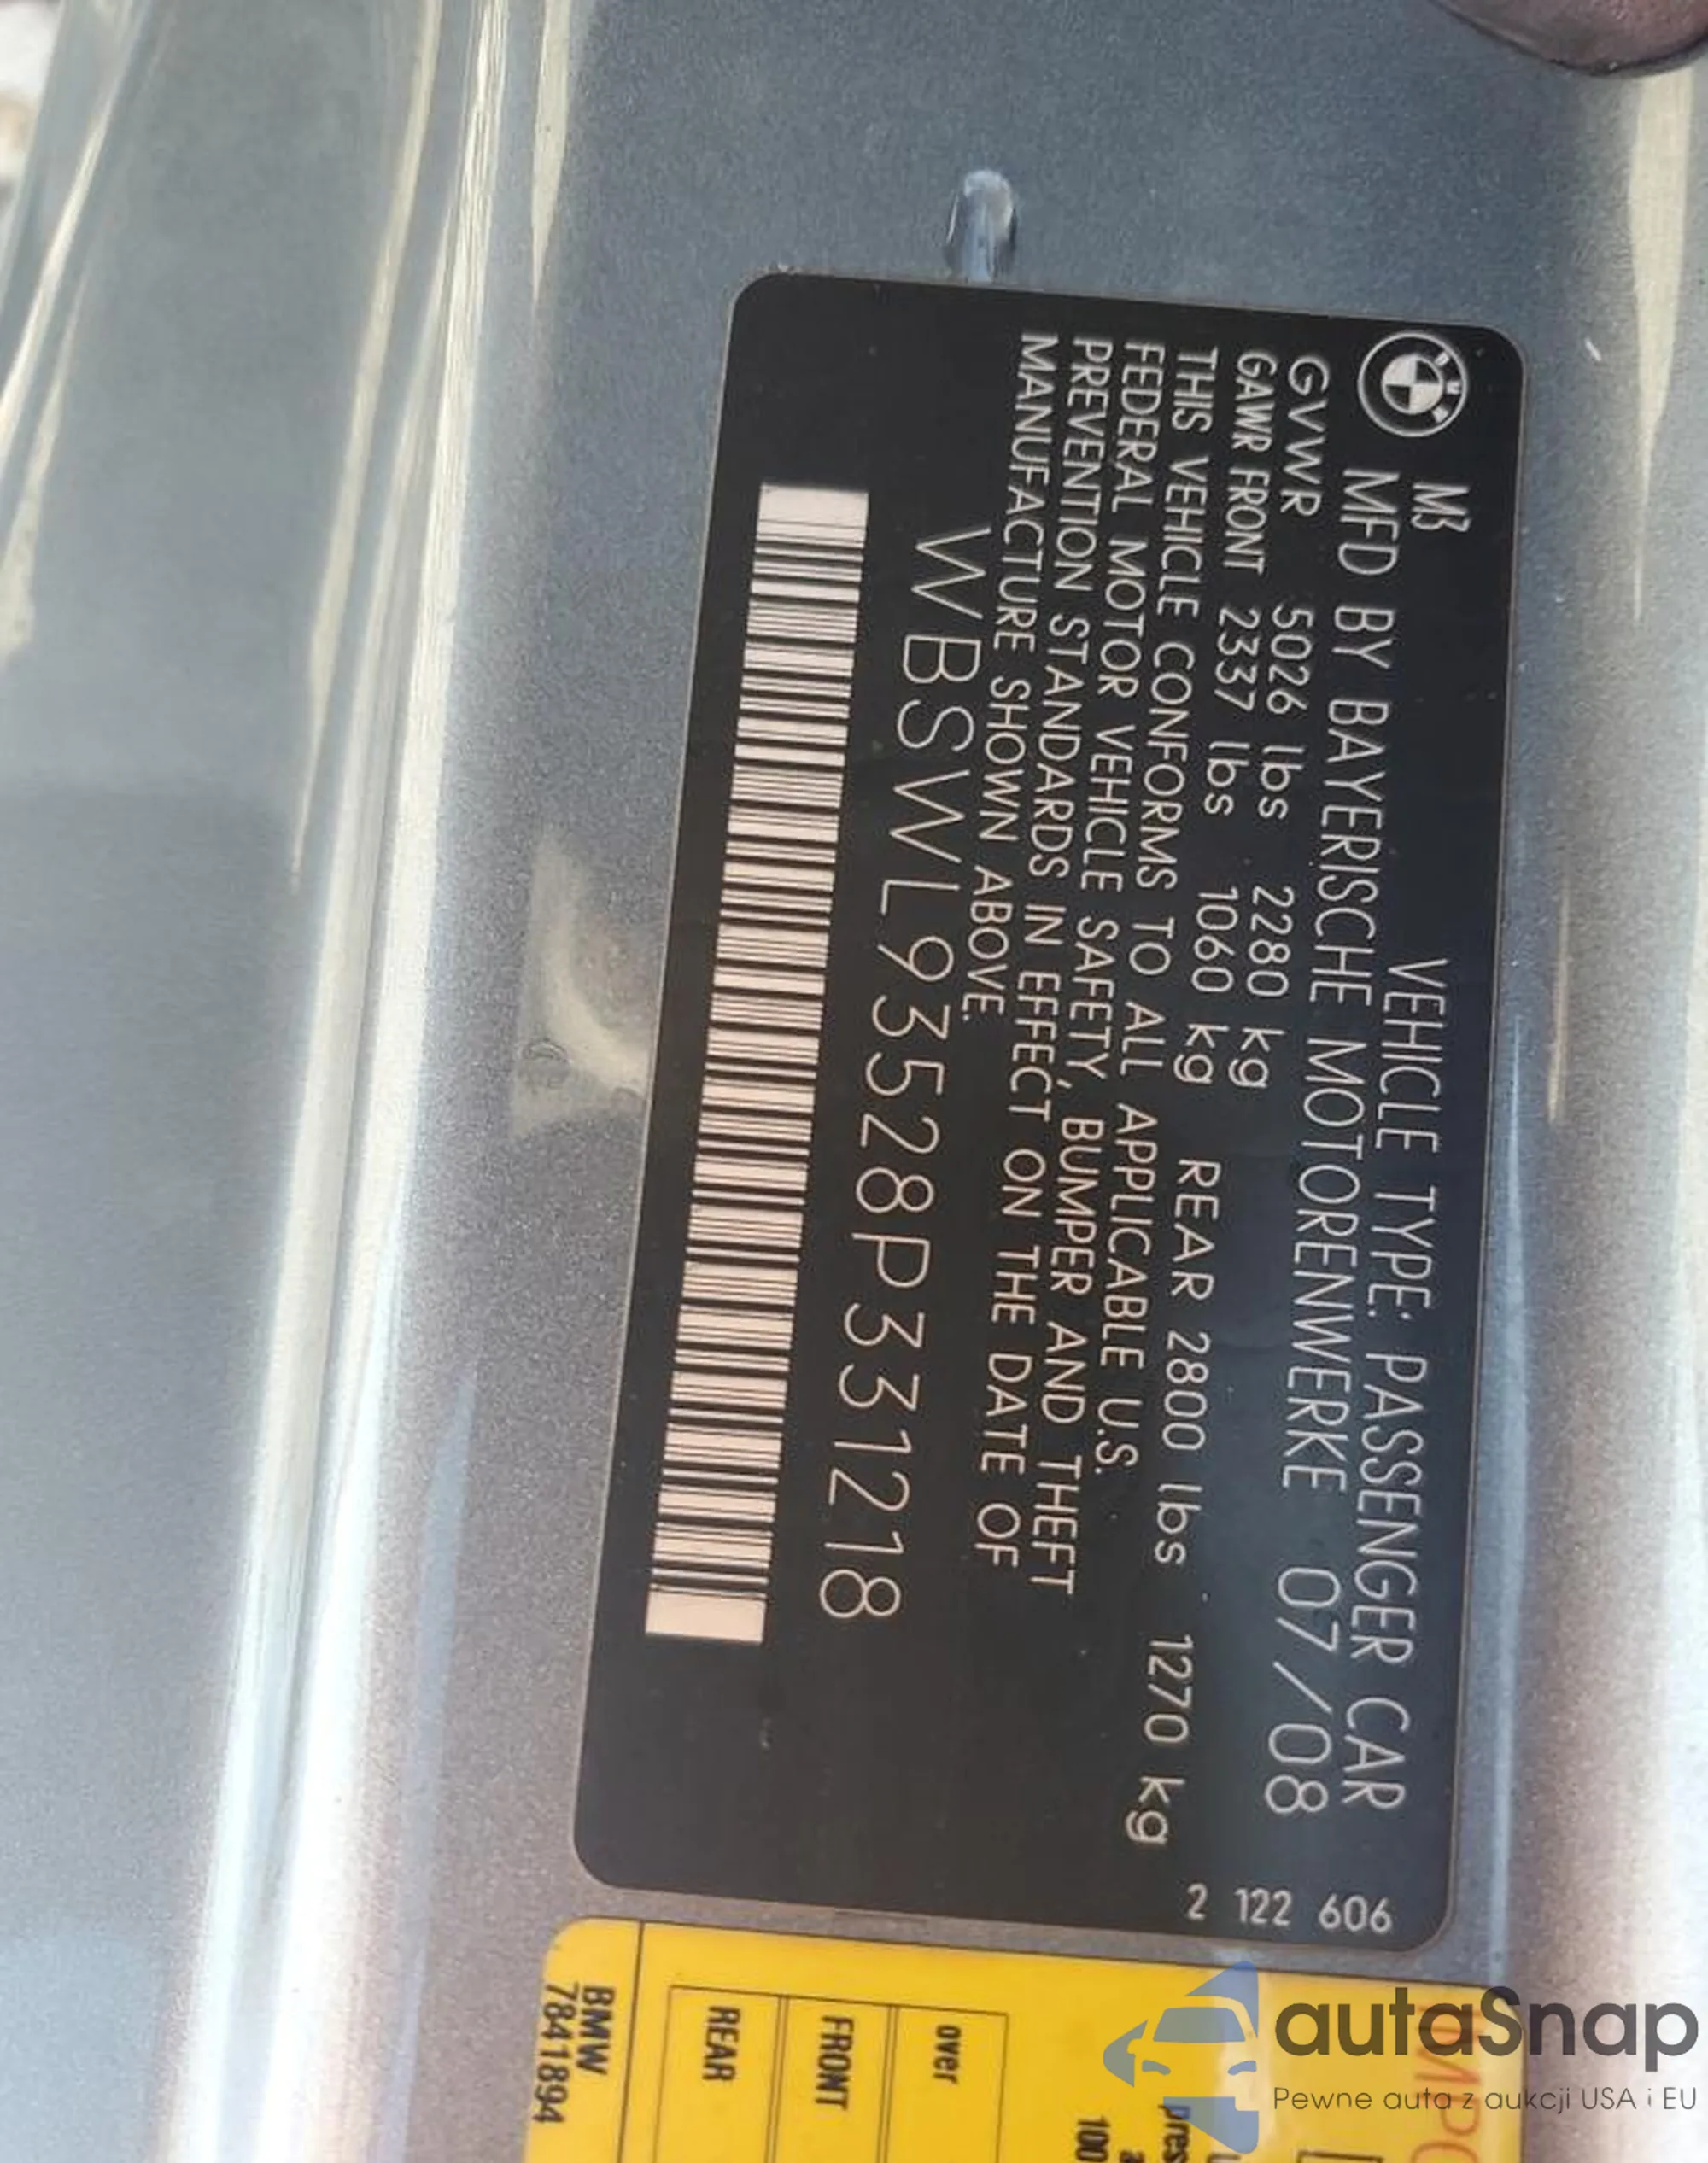 M3 VEHICLE TYPE: PASSENGER CAR
MFD BY BAYERISCHE MOTORENWERKE 07/08
GVWR 5026 lbs 2280 kg
GAWR FRONT 2337 lbs 1060 kg REAR 2800 lbs 1270 kg
THIS VEHICLE CONFORMS TO ALL APPLICABLE U.S.
FEDERAL MOTOR VEHICLE SAFETY, BUMPER AND THEFT
PREVENTION STANDARDS IN EFFECT ON THE DATE OF
MANUFACTURE SHOWN ABOVE.
WBSWL93528P331218
2 122 606
over
FRONT
REAR
BMW
7841894
100
autaSnap
Pewne auta z aukcji USA i EU